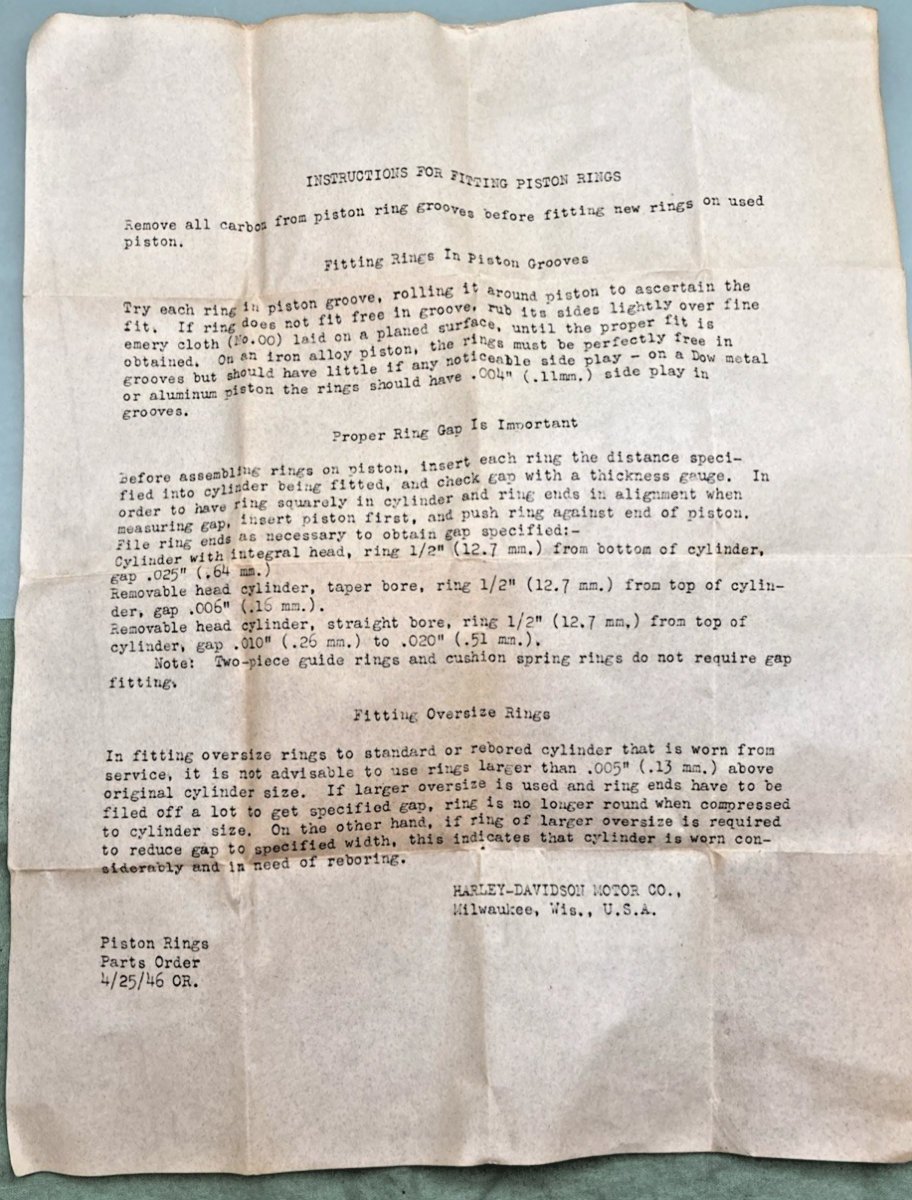 INSTRUCTIONS FOR FITTING PISTON RINGS
Remove all carbon from piston ring grooves before fitting new rings on used
piston.
Fitting Rings In Piston Grooves
Try each ring in piston groove, rolling it around piston to ascertain the
fit. If ring does not fit free in groove, rub its sides lightly over fine
emery cloth (No.00) laid on a planed surface, until the proper fit is
obtained. On an iron alloy piston, the rings must be perfectly free in
grooves but should have little if any noticeable side play - on a Dow metal
or aluminum piston the rings should have .004" (.11mm.) side play in
grooves.
Proper Ring Gap Is Important
Before assembling rings on piston, insert each ring the distance speci-
fied into cylinder being fitted, and check gap with a thickness gauge. In
order to have ring squarely in cylinder and ring ends in alignment when
measuring gap, insert piston first, and push ring against end of piston.
File ring ends as necessary to obtain gap specified:-
Cylinder with integral head, ring 1/2" (12.7 mm.) from bottom of cylinder,
gap .025" (.64 mm.)
Removable head cylinder, taper bore, ring 1/2" (12.7 mm.) from top of cylin-
der, gap .006" (.16 mm.).
Removable head cylinder, straight bore, ring 1/2" (12.7 mm.) from top of
cylinder, gap .010" (.26 mm.) to .020" (.51 mm.).
Note: Two-piece guide rings and cushion spring rings do not require gap
fitting.
Fitting Oversize Rings
In fitting oversize rings to standard or rebored cylinder that is worn from
service, it is not advisable to use rings larger than .005" (.13 mm.) above
original cylinder size. If larger oversize is used and ring ends have to be
filed off a lot to get specified gap, ring is no longer round when compressed
to cylinder size. On the other hand, if ring of larger oversize is required
to reduce gap to specified width, this indicates that cylinder is worn con-
siderably and in need of reboring.
HARLEY-DAVIDSON MOTOR CO.,
Milwaukee, Wis., U.S.A.
Piston Rings
Parts Order
4/25/46 OR.